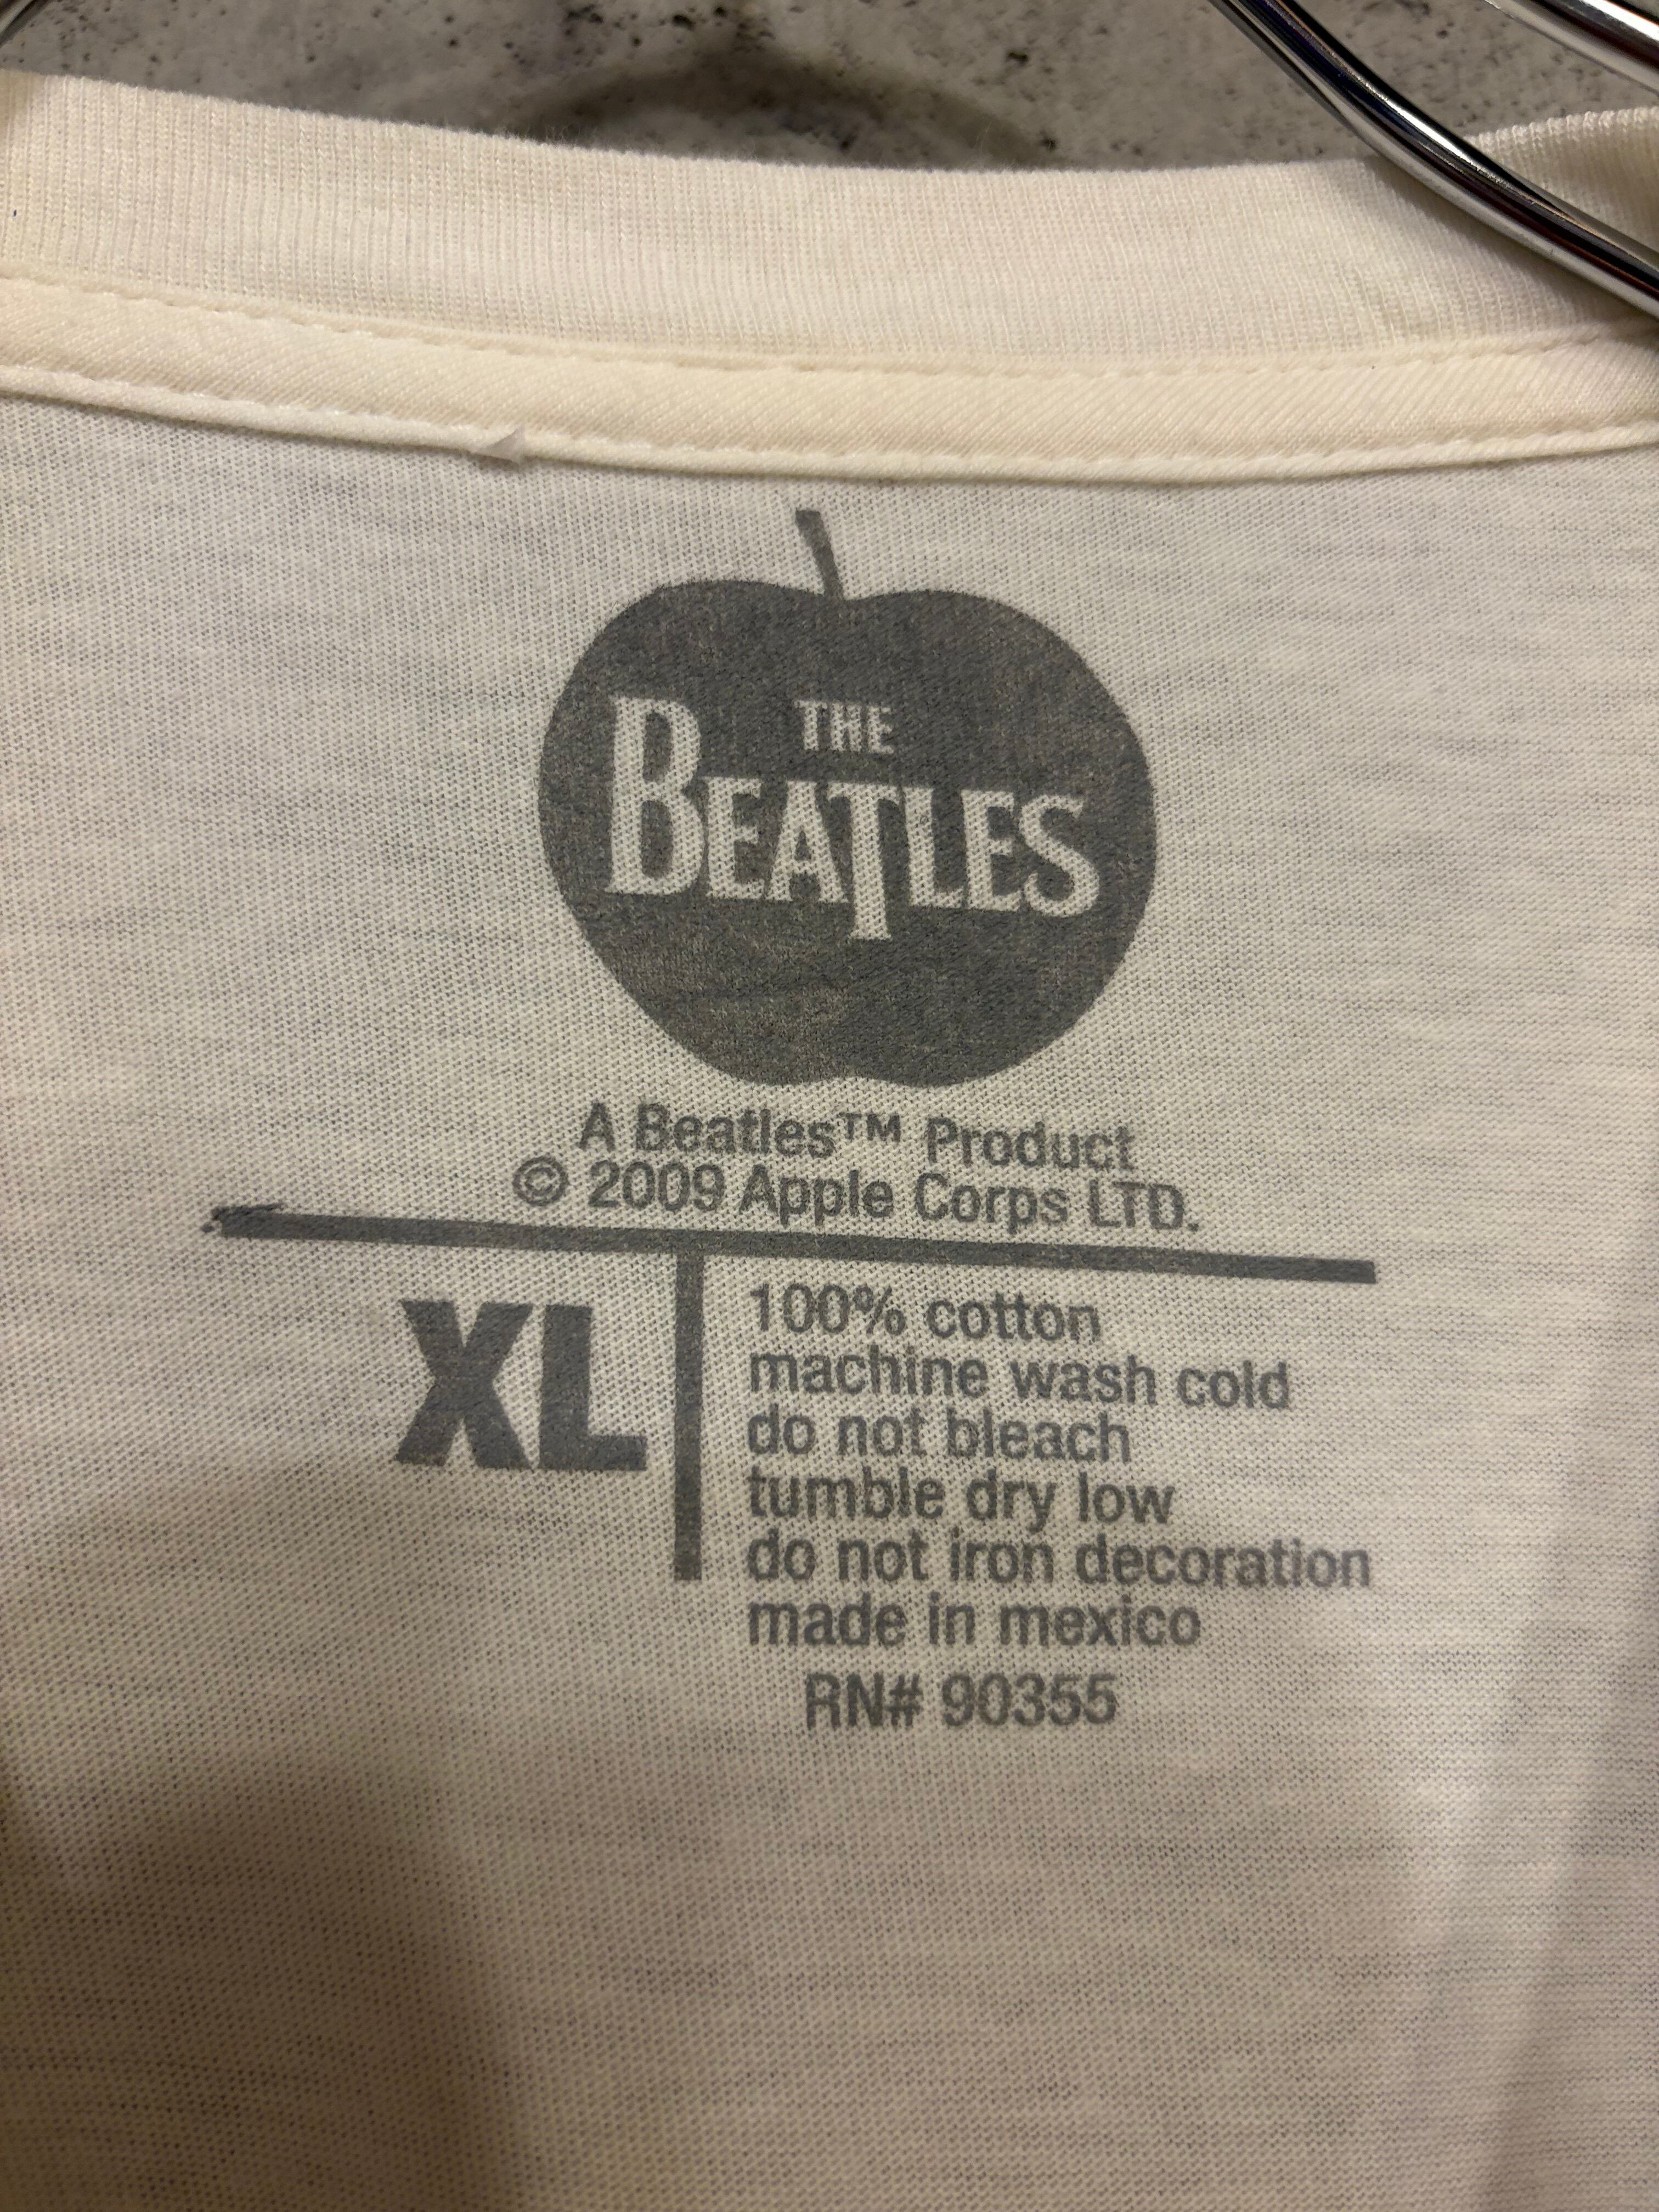 THE
BEATLES
A Beatles™ Product
© 2009 Apple Corps LTD.
XL
100% cotton
machine wash cold
do not bleach
tumble dry low
do not iron decoration
made in mexico
RN# 90355